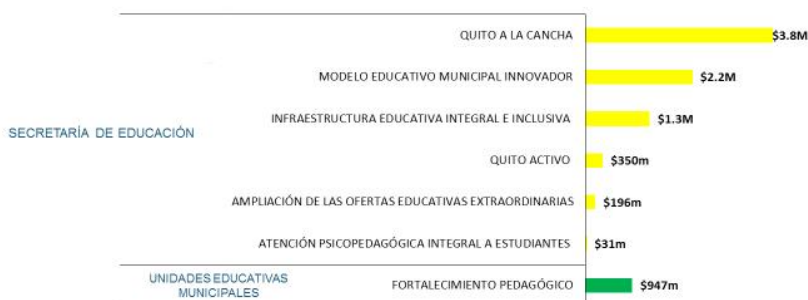 QUITO A LA CANCHA
$3.8M
MODELO EDUCATIVO MUNICIPAL INNOVADOR
$2.2M
INFRAESTRUCTURA EDUCATIVA INTEGRAL E INCLUSIVA
$1.3M
SECRETARÍA DE EDUCACIÓN
QUITO ACTIVO
$350m
AMPLIACIÓN DE LAS OFERTAS EDUCATIVAS EXTRAORDINARIAS
$196m
ATENCIÓN PSICOPEDAGÓGICA INTEGRAL A ESTUDIANTES
$31m
UNIDADES EDUCATIVAS
MUNICIPALES
FORTALECIMIENTO PEDAGÓGICO
$947m